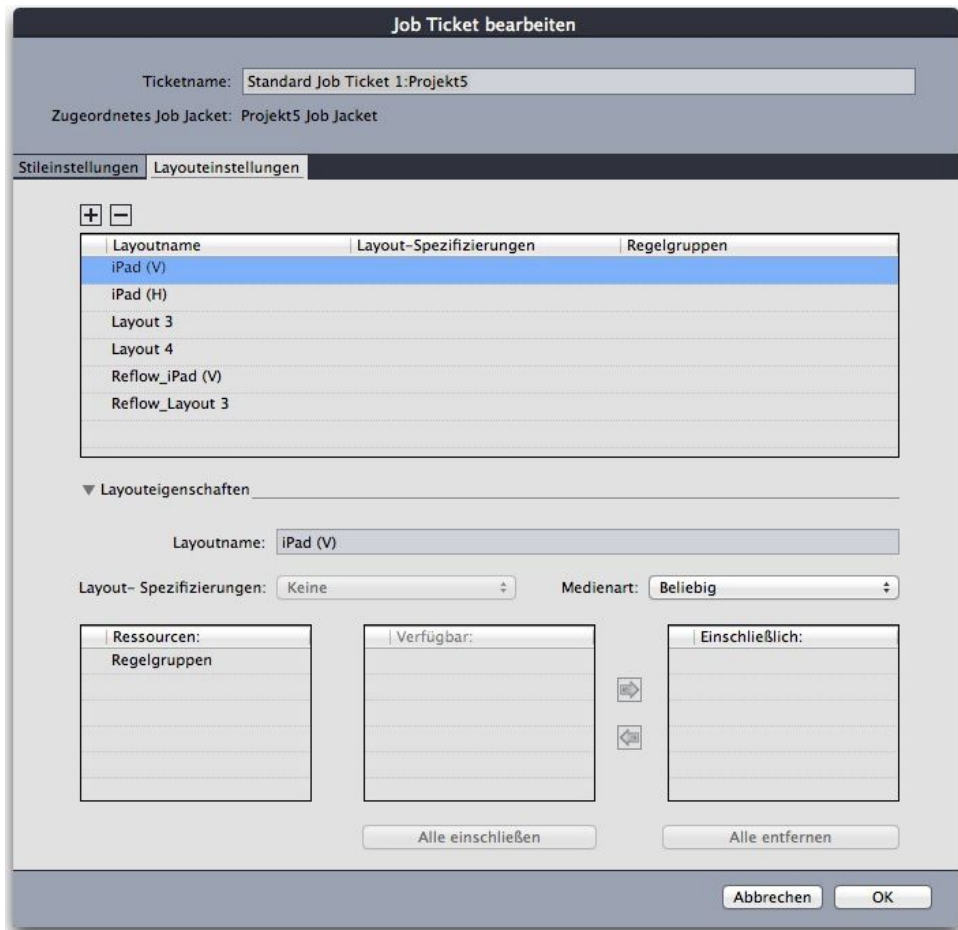 Job Ticket bearbeiten
Ticketname: Standard Job Ticket 1:Projekt5
Zugeordnetes Job Jacket: Projekt5 Job Jacket
Stileinstellungen Layouteinstellungen
Layoutname Layout-Spezifizierungen Regelgruppen
iPad (V)
iPad (H)
Layout 3
Layout 4
Reflow_iPad (V)
Reflow_Layout 3
Layouteigenschaften
Layoutname: iPad (V)
Layout- Spezifizierungen: Keine Medienart: Beliebig
Ressourcen: Verfügbar: Einschließlich:
Regelgruppen
Alle einschließen Alle entfernen
Abbrechen OK